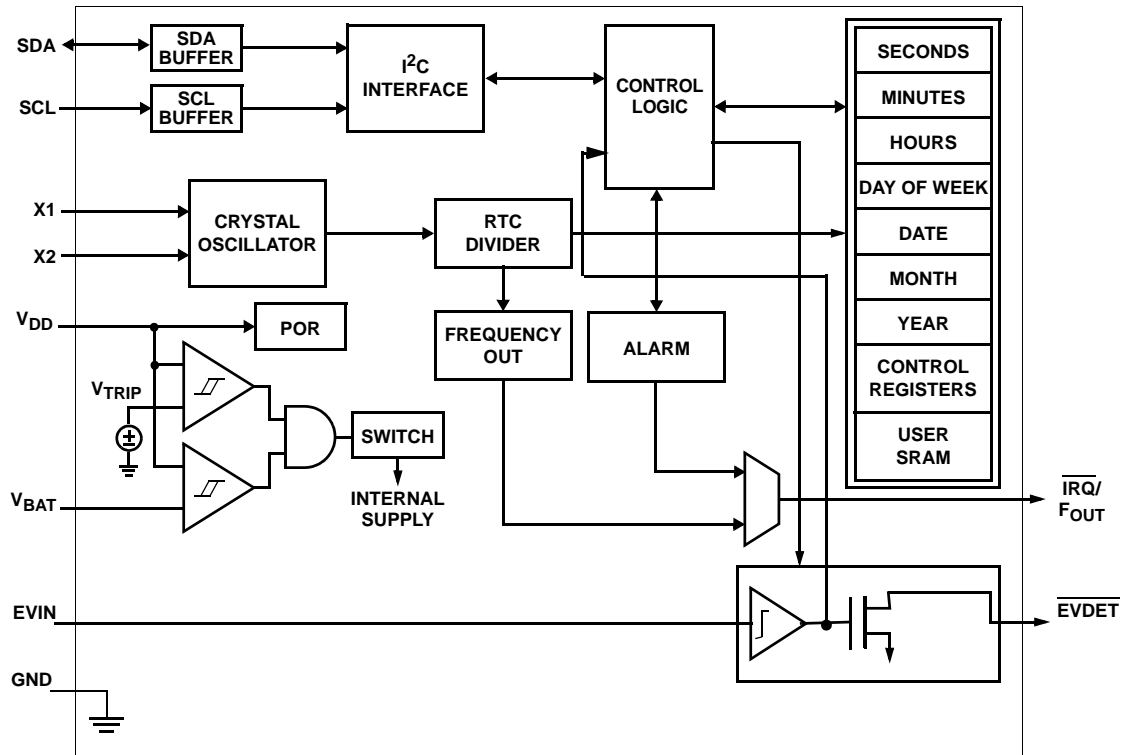 SDA
SDA
BUFFER
SCL
SCL
BUFFER
I²C
INTERFACE
CONTROL
LOGIC
SECONDS
MINUTES
HOURS
DAY OF WEEK
DATE
MONTH
YEAR
CONTROL
REGISTERS
USER
SRAM
X1
X2
CRYSTAL
OSCILLATOR
RTC
DIVIDER
FREQUENCY
OUT
ALARM
VDD
POR
VTRIP
VBAT
SWITCH
INTERNAL
SUPPLY
IRQ/
FOUT
EVIN
EVDET
GND